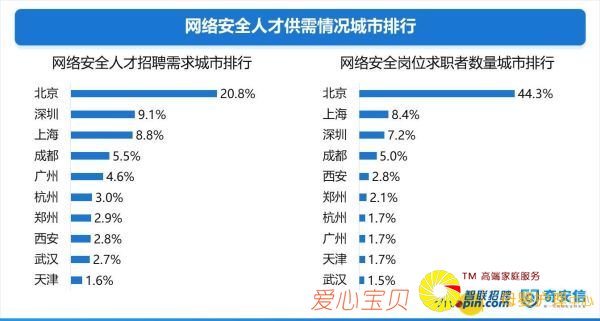 网络安全人才供需情况城市排行
网络安全人才招聘需求城市排行
北京 20.8%
深圳 9.1%
上海 8.8%
成都 5.5%
广州 4.6%
杭州 3.0%
郑州 2.9%
西安 2.8%
武汉 2.7%
天津 1.6%
网络安全岗位求职者数量城市排行
北京 44.3%
上海 8.4%
深圳 7.2%
成都 5.0%
西安 2.8%
郑州 2.1%
杭州 1.7%
广州 1.7%
天津 1.7%
武汉 1.5%
TM 高端家庭服务
爱心宝贝
智联招聘
pin.com
奇安信